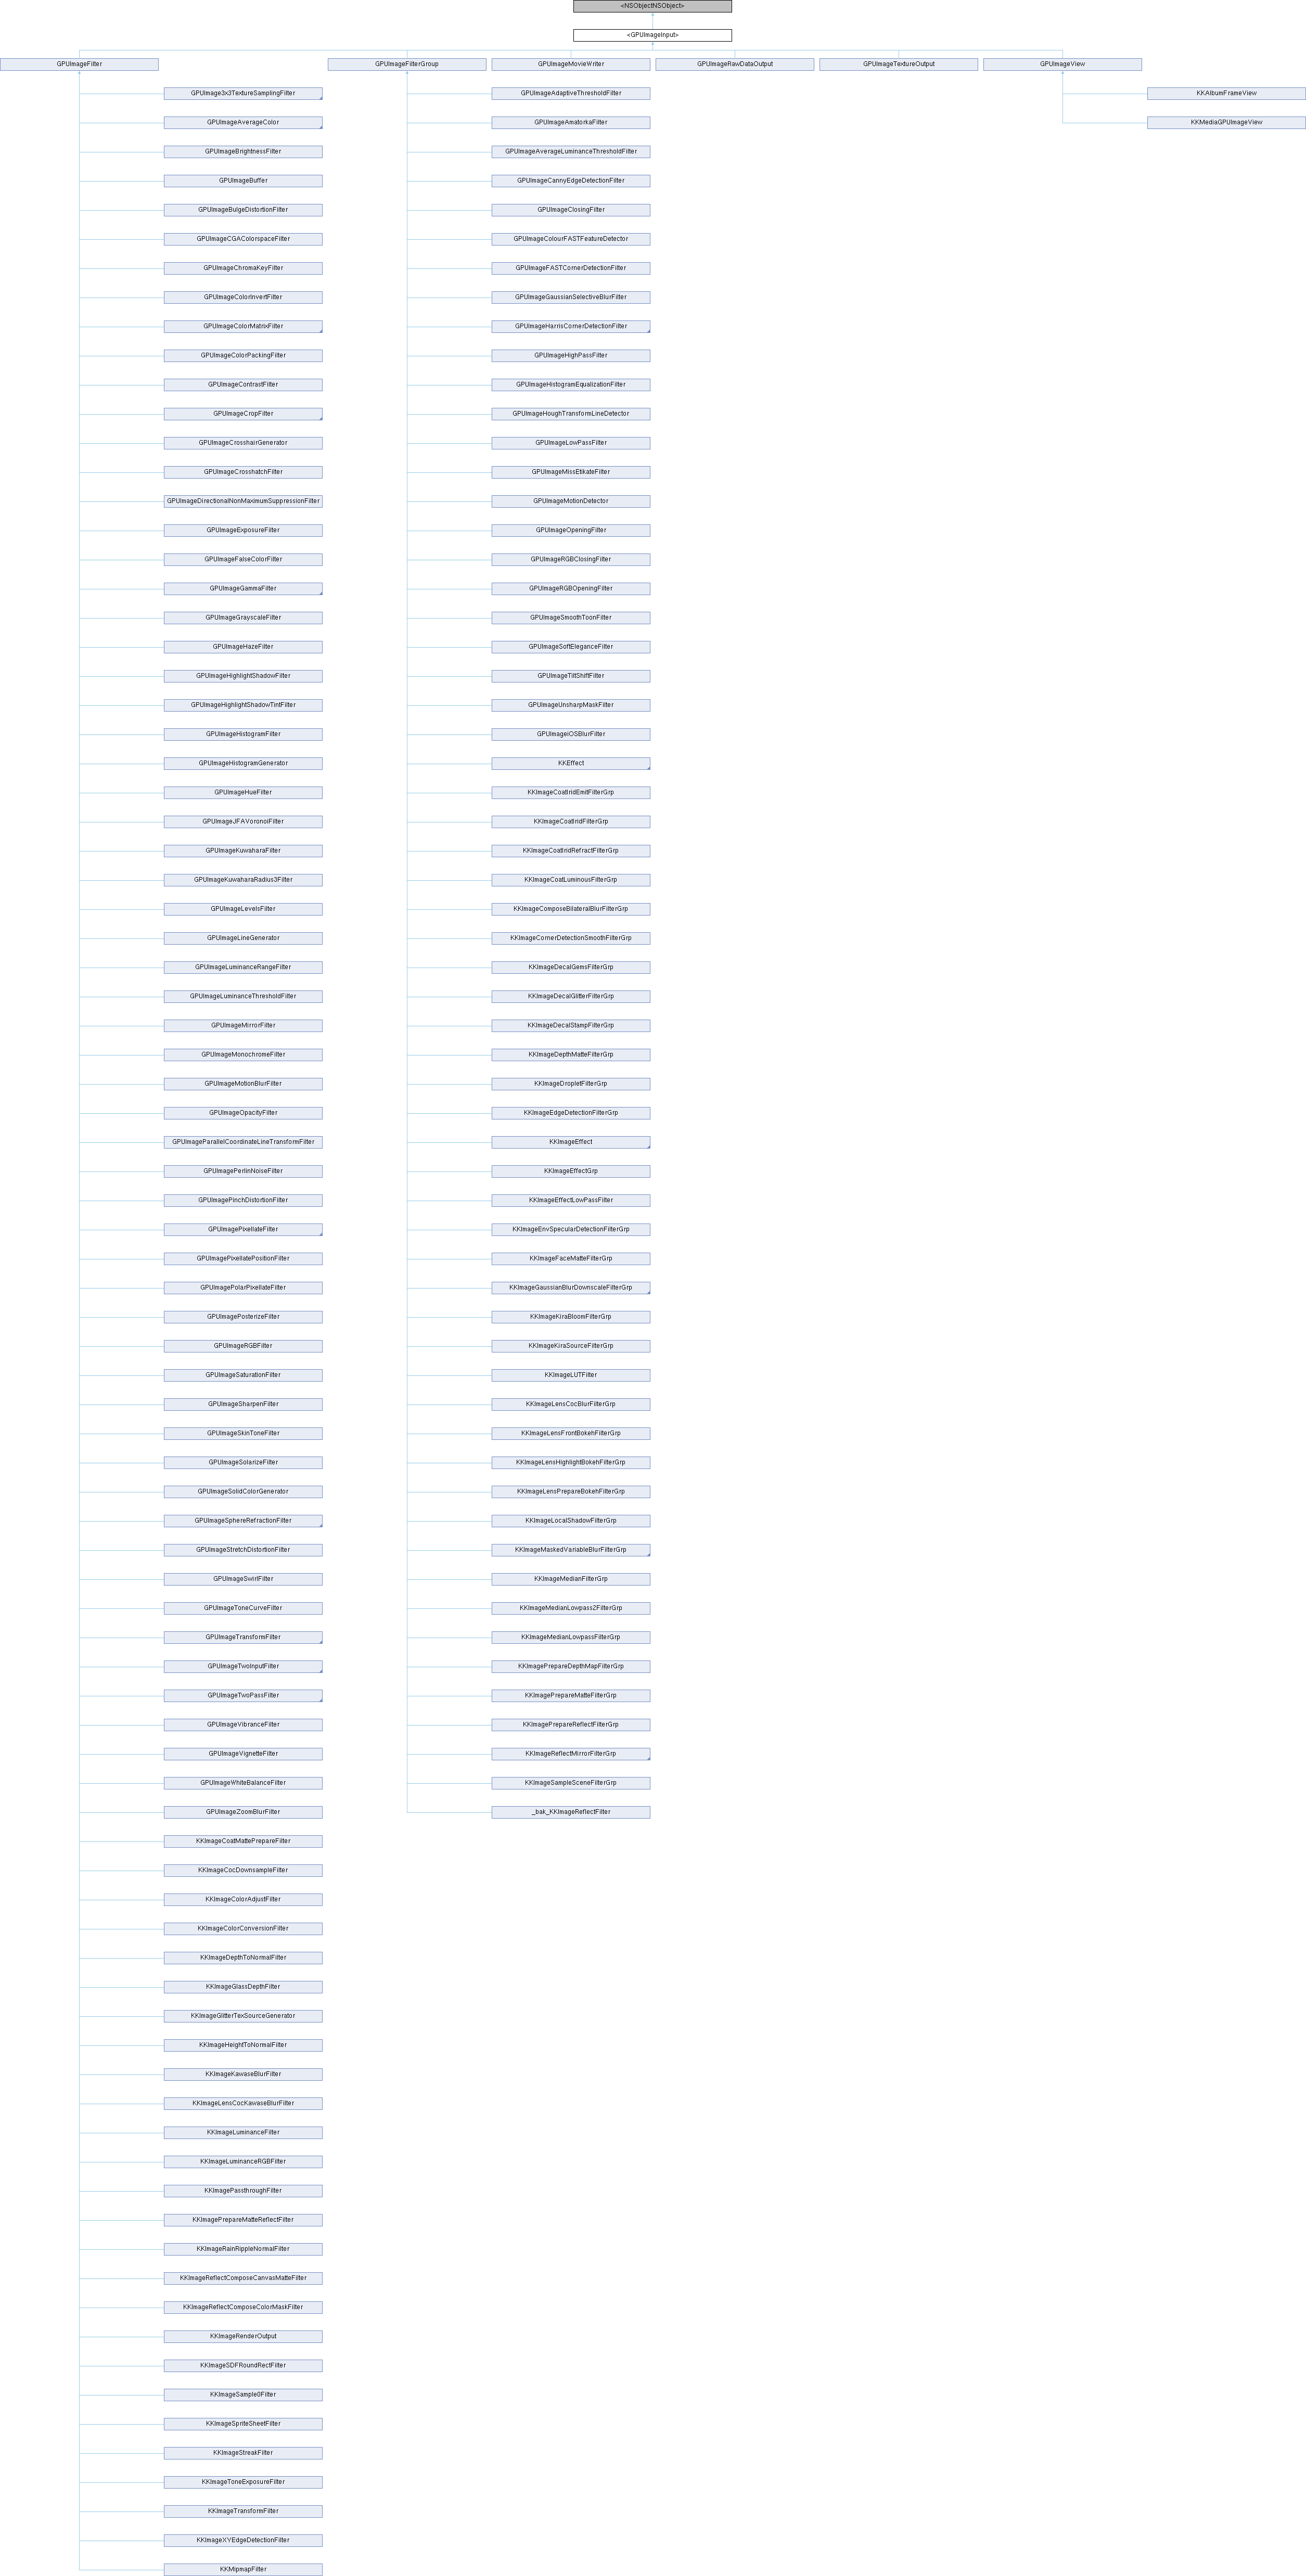 <NSObjectNSObject>
<GPUImageInput>
GPUImageFilter
GPUImageFilterGroup
GPUImageMovieWriter
GPUImageRawDataOutput
GPUImageTextureOutput
GPUImageView
GPUImage3x3TextureSamplingFilter
GPUImageAverageColor
GPUImageBrightnessFilter
GPUImageBuffer
GPUImageBulgeDistortionFilter
GPUImageCGAColorspaceFilter
GPUImageChromaKeyFilter
GPUImageColorInvertFilter
GPUImageColorMatrixFilter
GPUImageColorPackingFilter
GPUImageContrastFilter
GPUImageCropFilter
GPUImageCrosshairGenerator
GPUImageCrosshatchFilter
GPUImageDirectionalNonMaximumSuppressionFilter
GPUImageExposureFilter
GPUImageFalseColorFilter
GPUImageGammaFilter
GPUImageGrayscaleFilter
GPUImageHazeFilter
GPUImageHighlightShadowFilter
GPUImageHighlightShadowTintFilter
GPUImageHistogramFilter
GPUImageHistogramGenerator
GPUImageHueFilter
GPUImageJFAVoronoiFilter
GPUImageKuwaharaFilter
GPUImageKuwaharaRadius3Filter
GPUImageLevelsFilter
GPUImageLineGenerator
GPUImageLuminanceRangeFilter
GPUImageLuminanceThresholdFilter
GPUImageMirrorFilter
GPUImageMonochromeFilter
GPUImageMotionBlurFilter
GPUImageOpacityFilter
GPUImageParallelCoordinateLineTransformFilter
GPUImagePerlinNoiseFilter
GPUImagePinchDistortionFilter
GPUImagePixellateFilter
GPUImagePixellatePositionFilter
GPUImagePolarPixellateFilter
GPUImagePosterizeFilter
GPUImageRGBFilter
GPUImageSaturationFilter
GPUImageSharpenFilter
GPUImageSkinToneFilter
GPUImageSolarizeFilter
GPUImageSolidColorGenerator
GPUImageSphereRefractionFilter
GPUImageStretchDistortionFilter
GPUImageSwirlFilter
GPUImageToneCurveFilter
GPUImageTransformFilter
GPUImageTwoInputFilter
GPUImageTwoPassFilter
GPUImageVibranceFilter
GPUImageVignetteFilter
GPUImageWhiteBalanceFilter
GPUImageZoomBlurFilter
KKImageCoatMattePrepareFilter
KKImageCocDownsampleFilter
KKImageColorAdjustFilter
KKImageColorConversionFilter
KKImageDepthToNormalFilter
KKImageGlassDepthFilter
KKImageGlitterTexSourceGenerator
KKImageHeightToNormalFilter
KKImageKawaseBlurFilter
KKImageLensCocKawaseBlurFilter
KKImageLuminanceFilter
KKImageLuminanceRGBFilter
KKImagePassthroughFilter
KKImagePrepareMatteReflectFilter
KKImageRainRippleNormalFilter
KKImageReflectComposeCanvasMatteFilter
KKImageReflectComposeColorMaskFilter
KKImageRenderOutput
KKImageSDFRoundRectFilter
KKImageSample0Filter
KKImageSpriteSheetFilter
KKImageStreakFilter
KKImageToneExposureFilter
KKImageTransformFilter
KKImageXYEdgeDetectionFilter
KKMipmapFilter
GPUImageAdaptiveThresholdFilter
GPUImageAmatorkaFilter
GPUImageAverageLuminanceThresholdFilter
GPUImageCannyEdgeDetectionFilter
GPUImageClosingFilter
GPUImageColourFASTFeatureDetector
GPUImageFASTCornerDetectionFilter
GPUImageGaussianSelectiveBlurFilter
GPUImageHarrisCornerDetectionFilter
GPUImageHighPassFilter
GPUImageHistogramEqualizationFilter
GPUImageHoughTransformLineDetector
GPUImageLowPassFilter
GPUImageMissEtikateFilter
GPUImageMotionDetector
GPUImageOpeningFilter
GPUImageRGBClosingFilter
GPUImageRGBOpeningFilter
GPUImageSmoothToonFilter
GPUImageSoftEleganceFilter
GPUImageTiltShiftFilter
GPUImageUnsharpMaskFilter
GPUImageiOSBlurFilter
KKEffect
KKImageCoatIridEmitFilterGrp
KKImageCoatIridFilterGrp
KKImageCoatIridRefractFilterGrp
KKImageCoatLuminousFilterGrp
KKImageComposeBilateralBlurFilterGrp
KKImageCornerDetectionSmoothFilterGrp
KKImageDecalGemsFilterGrp
KKImageDecalGlitterFilterGrp
KKImageDecalStampFilterGrp
KKImageDepthMatteFilterGrp
KKImageDropletFilterGrp
KKImageEdgeDetectionFilterGrp
KKImageEffect
KKImageEffectGrp
KKImageEffectLowPassFilter
KKImageEnvSpecularDetectionFilterGrp
KKImageFaceMatteFilterGrp
KKImageGaussianBlurDownscaleFilterGrp
KKImageKiraBloomFilterGrp
KKImageKiraSourceFilterGrp
KKImageLUTFilter
KKImageLensCocBlurFilterGrp
KKImageLensFrontBokehFilterGrp
KKImageLensHighlightBokehFilterGrp
KKImageLensPrepareBokehFilterGrp
KKImageLocalShadowFilterGrp
KKImageMaskedVariableBlurFilterGrp
KKImageMedianFilterGrp
KKImageMedianLowpass2FilterGrp
KKImageMedianLowpassFilterGrp
KKImagePrepareDepthMapFilterGrp
KKImagePrepareMatteFilterGrp
KKImagePrepareReflectFilterGrp
KKImageReflectMirrorFilterGrp
KKImageSampleSceneFilterGrp
_bak_KKImageReflectFilter
KKAlbumFrameView
KKMediaGPUImageView